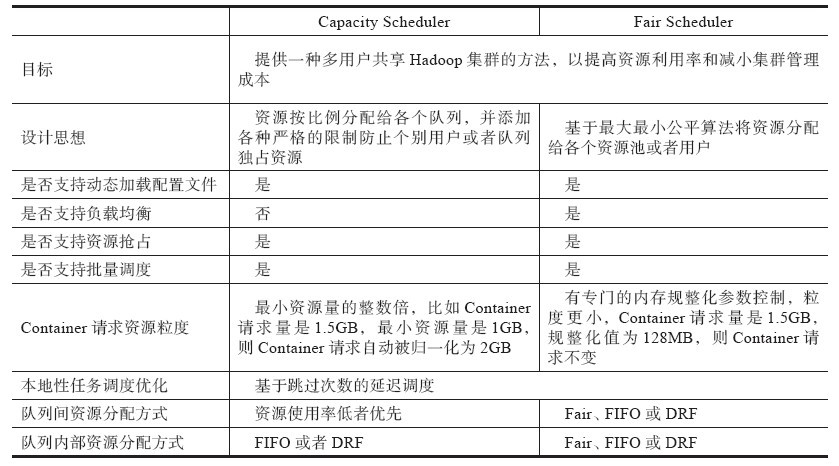 Capacity Scheduler Fair Scheduler
目标
提供一种多用户共享 Hadoop 集群的方法，以提高资源利用率和减小集群管理
成本
设计思想
资源按比例分配给各个队列，并添加
各种严格的限制防止个别用户或者队列
独占资源
基于最大最小公平算法将资源分配
给各个资源池或者用户
是否支持动态加载配置文件 是 是
是否支持负载均衡 否 是
是否支持资源抢占 是 是
是否支持批量调度 是 是
Container 请求资源粒度
最小资源量的整数倍，比如 Container
请求量是 1.5GB，最小资源量是 1GB，
则 Container 请求自动被归一化为 2GB
有专门的内存规整化参数控制，粒
度更小，Container 请求量是 1.5GB，
规整化值为 128MB，则 Container 请
求不变
本地性任务调度优化 基于跳过次数的延迟调度
队列间资源分配方式 资源使用率低者优先 Fair、FIFO 或 DRF
队列内部资源分配方式 FIFO 或者 DRF Fair、FIFO 或 DRF